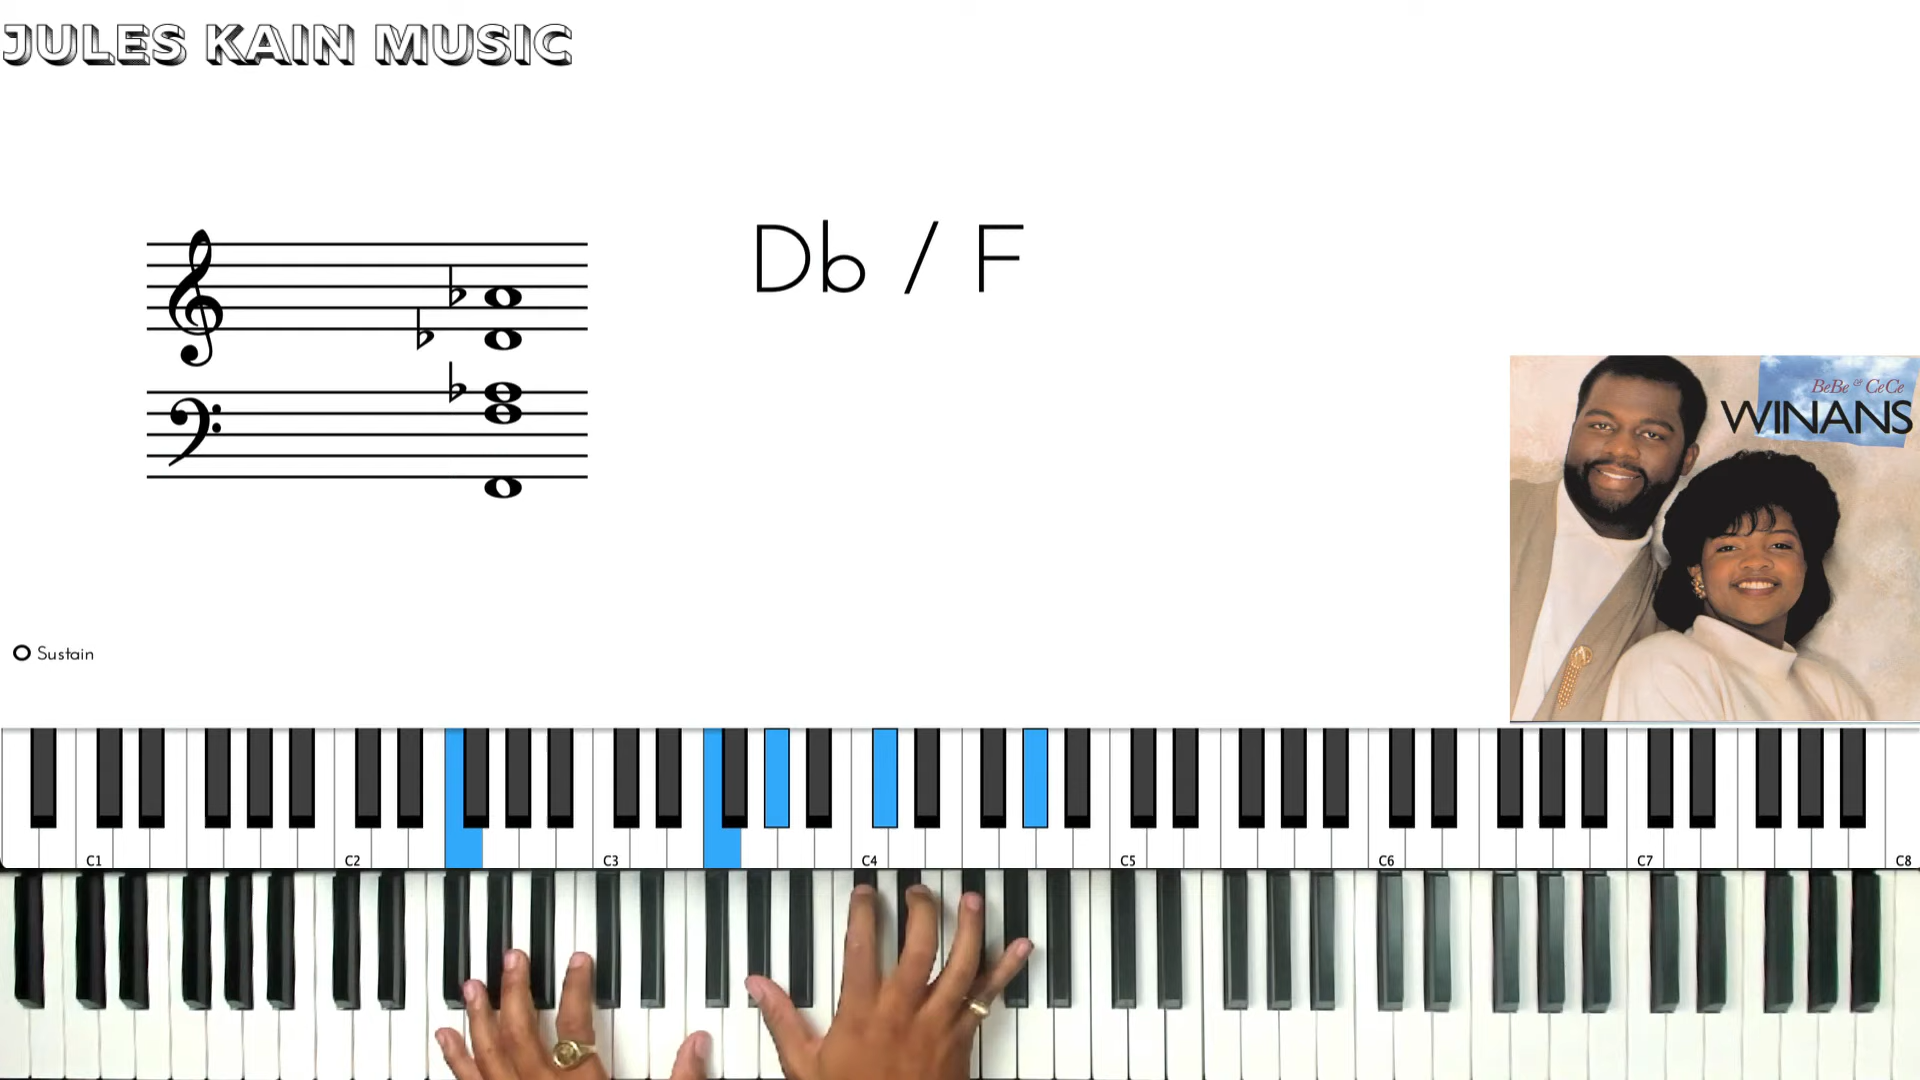 JULES KAIN MUSIC
Db / F
BeBe & CeCe
WINANS
Sustain
C1 C2 C3 C4 C5 C6 C7 C8